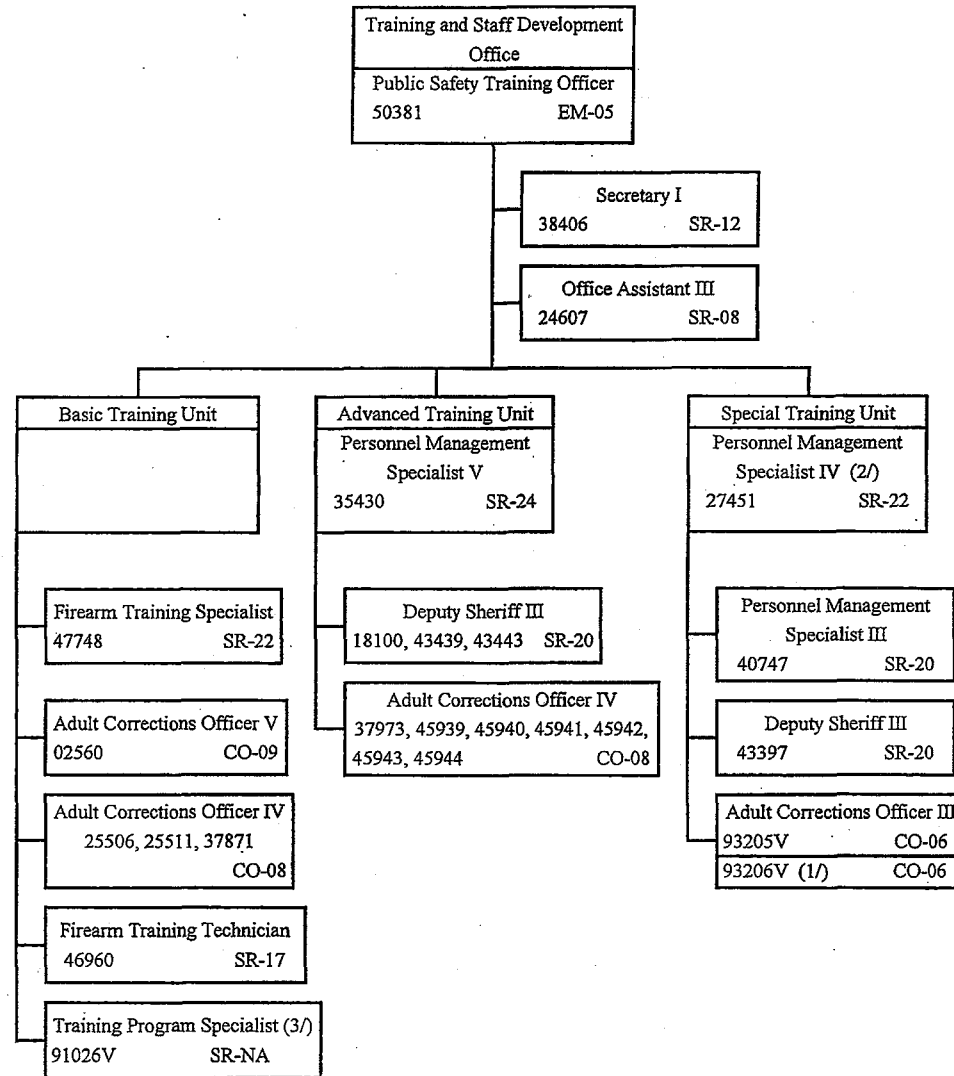 Training and Staff Development
Office
Public Safety Training Officer
50381 EM-05
Secretary I
38406 SR-12
Office Assistant III
24607 SR-08
Basic Training Unit
Advanced Training Unit
Personnel Management
Specialist V
35430 SR-24
Special Training Unit
Personnel Management
Specialist IV (2/)
27451 SR-22
Firearm Training Specialist
47748 SR-22
Adult Corrections Officer V
02560 CO-09
Adult Corrections Officer IV
25506, 25511, 37871
CO-08
Firearm Training Technician
46960 SR-17
Training Program Specialist (3/)
91026V SR-NA
Deputy Sheriff III
18100, 43439, 43443 SR-20
Adult Corrections Officer IV
37973, 45939, 45940, 45941, 45942,
45943, 45944 CO-08
Personnel Management
Specialist III
40747 SR-20
Deputy Sheriff III
43397 SR-20
Adult Corrections Officer III
93205V CO-06
93206V (1/) CO-06